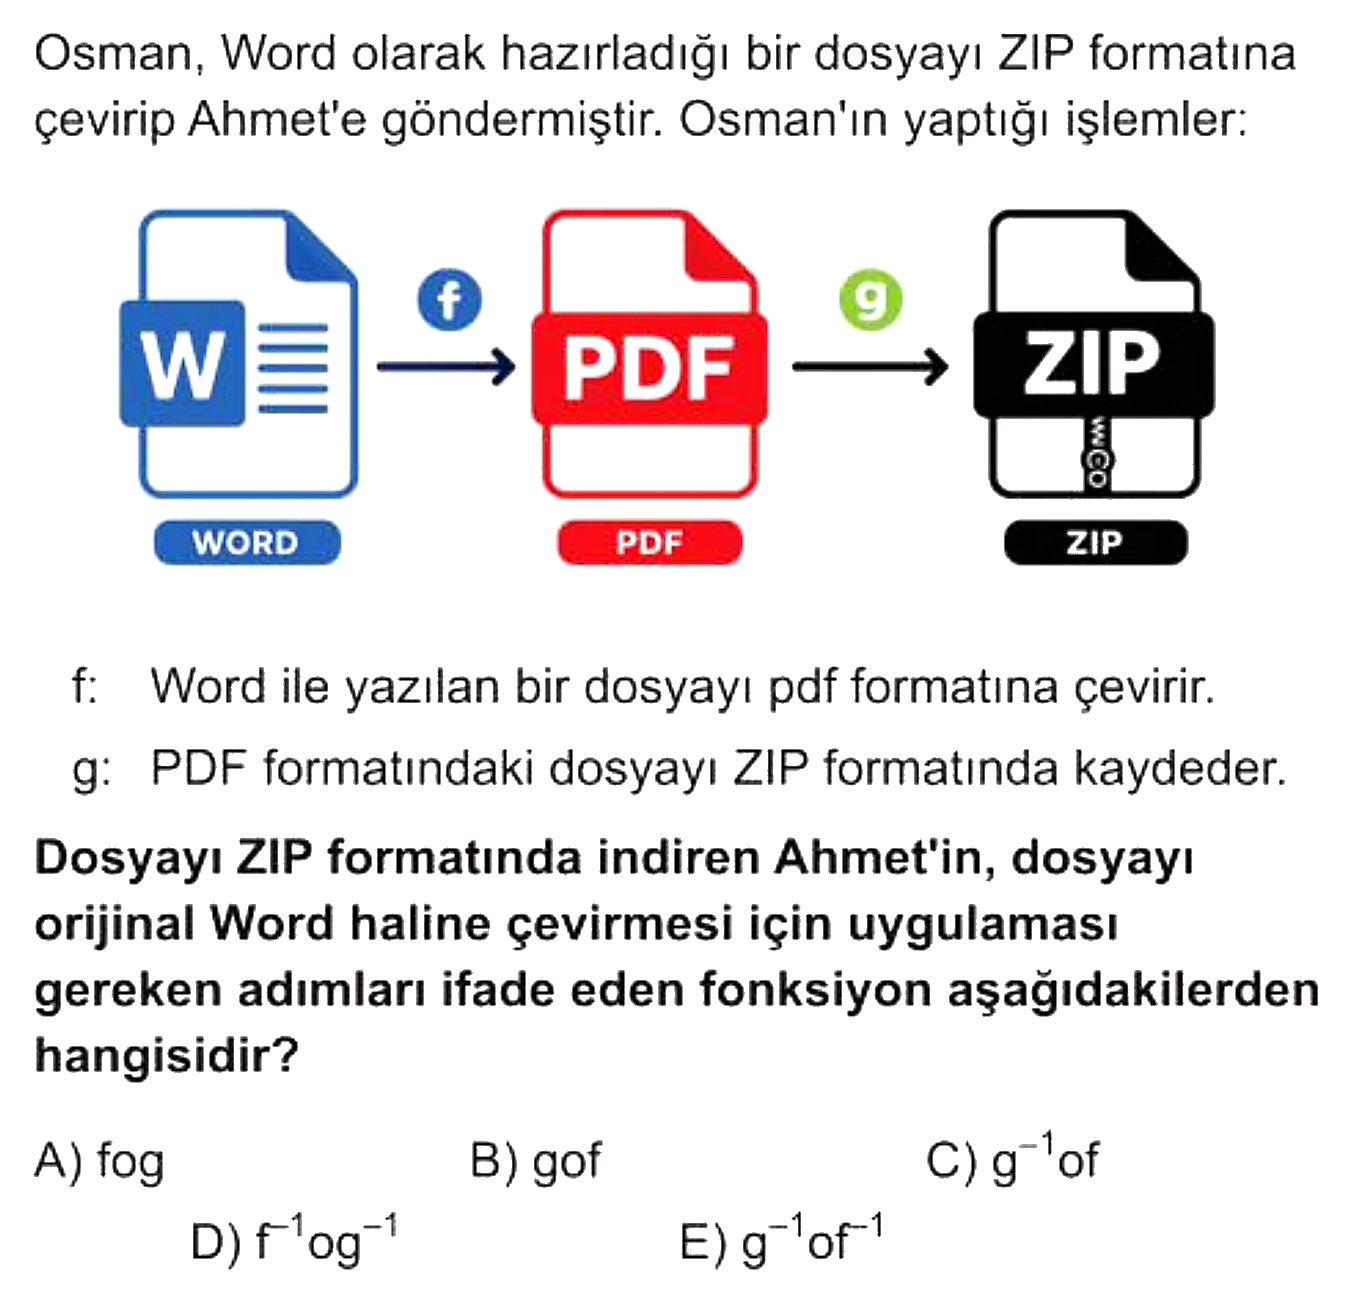 Osman, Word olarak hazırladığı bir dosyayı ZIP formatına
çevirip Ahmet'e göndermiştir. Osman'ın yaptığı işlemler:
f g
W PDF ZIP
WORD PDF ZIP
f: Word ile yazılan bir dosyayı pdf formatına çevirir.
g: PDF formatındaki dosyayı ZIP formatında kaydeder.
Dosyayı ZIP formatında indiren Ahmet'in, dosyayı
orijinal Word haline çevirmesi için uygulaması
gereken adımları ifade eden fonksiyon aşağıdakilerden
hangisidir?
A) fog B) gof C) g⁻¹of
D) f⁻¹og⁻¹ E) g⁻¹of⁻¹